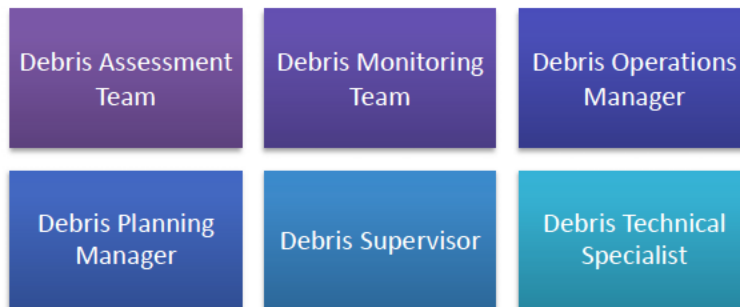 Debris Assessment
Team
Debris Monitoring
Team
Debris Operations
Manager
Debris Planning
Manager
Debris Supervisor
Debris Technical
Specialist